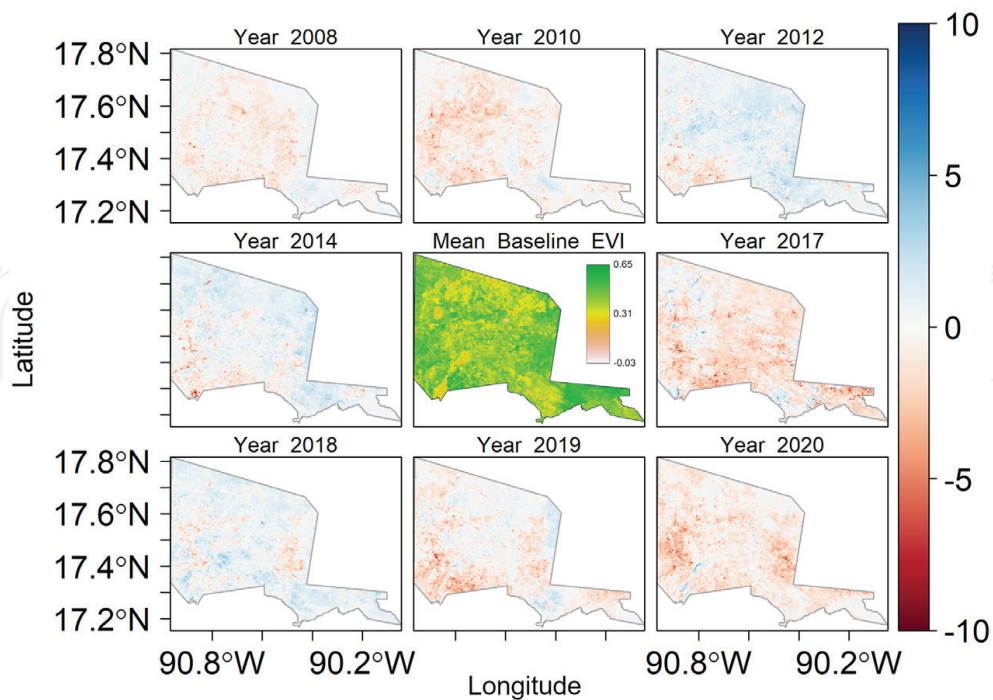 Year 2008 Year 2010 Year 2012 10
17.8°N
17.6°N
17.4°N
17.2°N
5
Year 2014 Mean Baseline EVI Year 2017
0.65
0.31
-0.03
0
Latitude
Year 2018 Year 2019 Year 2020
17.8°N
17.6°N
17.4°N
17.2°N
-5
-10
90.8°W 90.2°W 90.8°W 90.2°W
Longitude